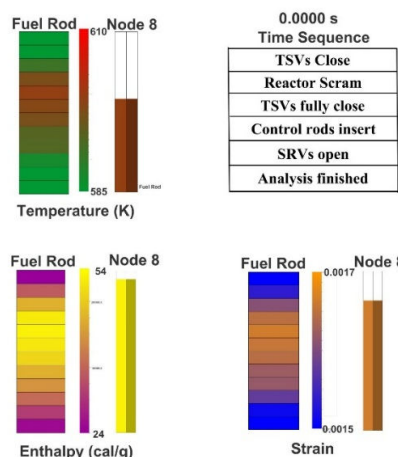 0.0000 s
Time Sequence
TSVs Close
Reactor Scram
TSVs fully close
Control rods insert
SRVs open
Analysis finished
Fuel Rod
Node 8
610
585
Fuel Rod
Temperature (K)
Fuel Rod
Node 8
54
24
Enthalpy (cal/g)
Fuel Rod
Node 8
0.0017
0.0015
Strain